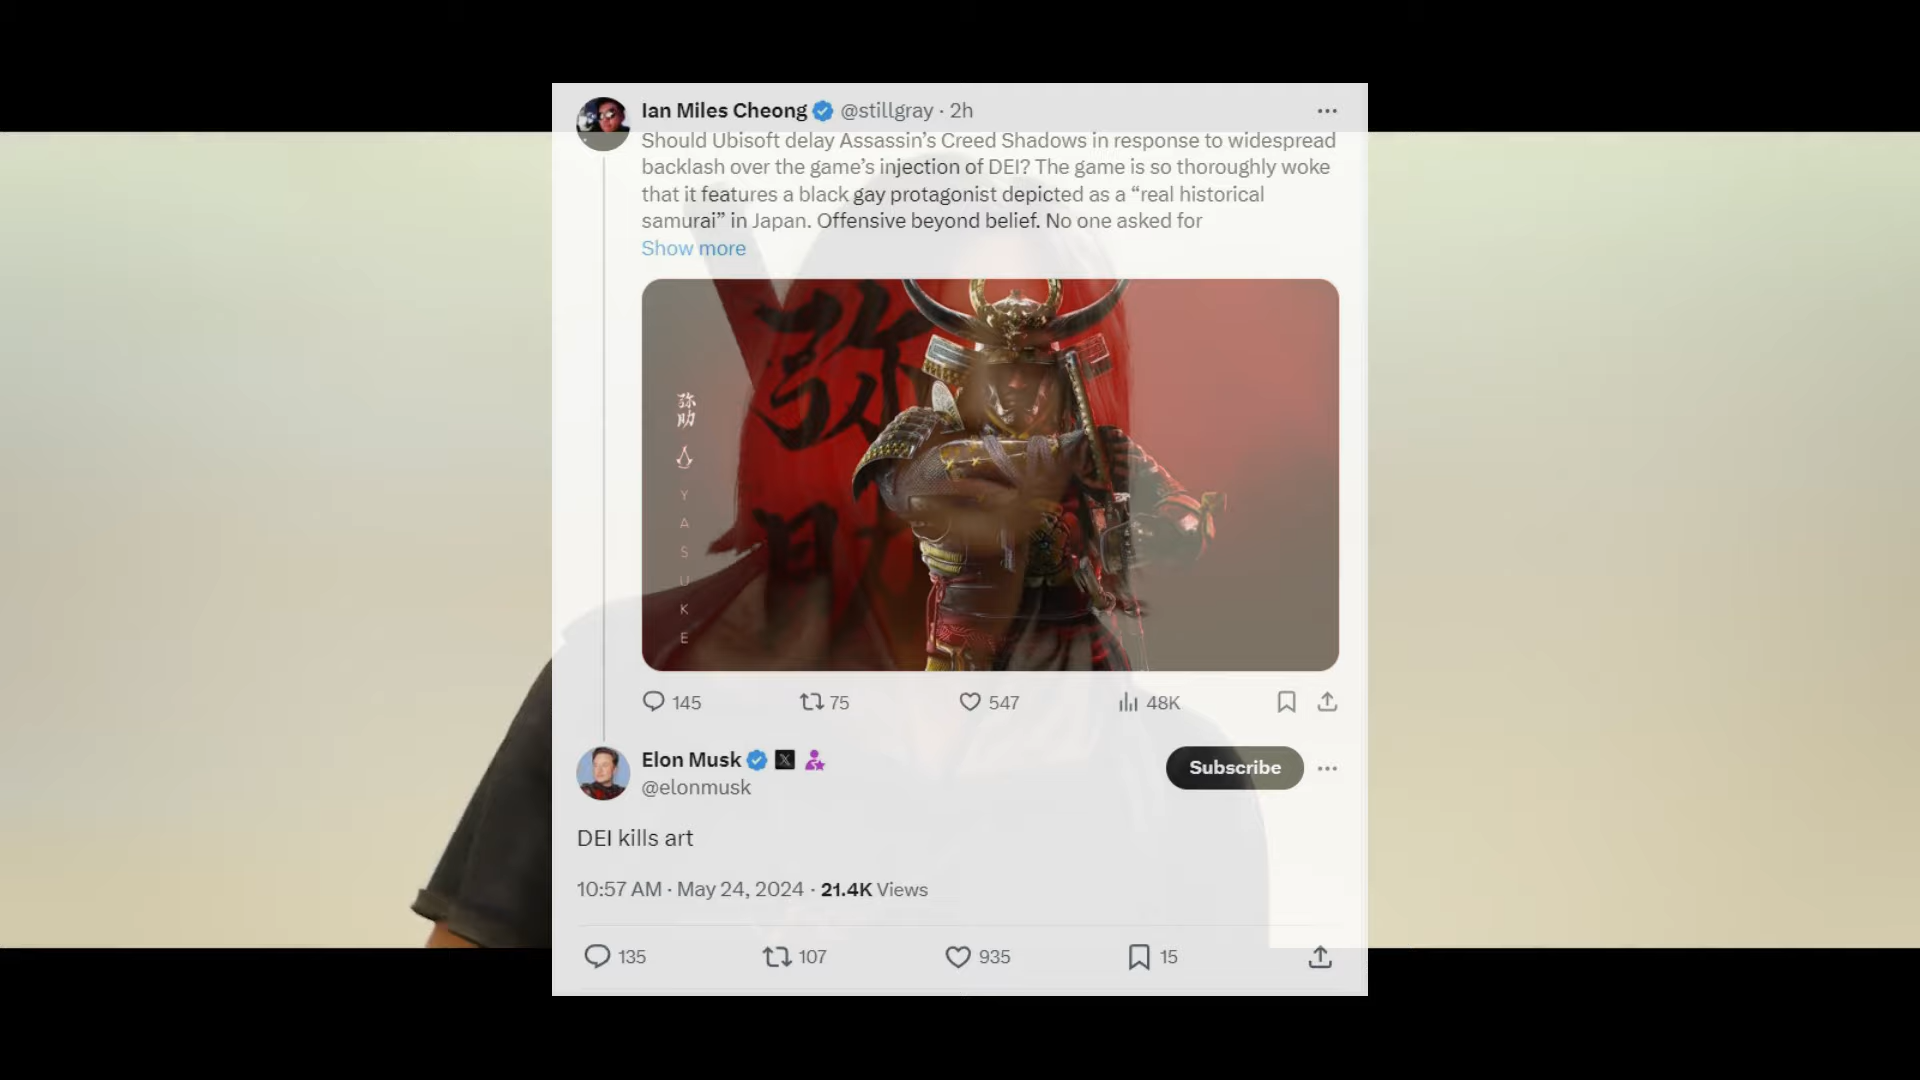 Ian Miles Cheong @stillgray · 2h
Should Ubisoft delay Assassin’s Creed Shadows in response to widespread
backlash over the game’s injection of DEI? The game is so thoroughly woke
that it features a black gay protagonist depicted as a “real historical
samurai” in Japan. Offensive beyond belief. No one asked for
Show more
弥助
弥助
YASUKE
145 75 547 48K
Elon Musk
@elonmusk
Subscribe
DEI kills art
10:57 AM · May 24, 2024 · 21.4K Views
135 107 935 15